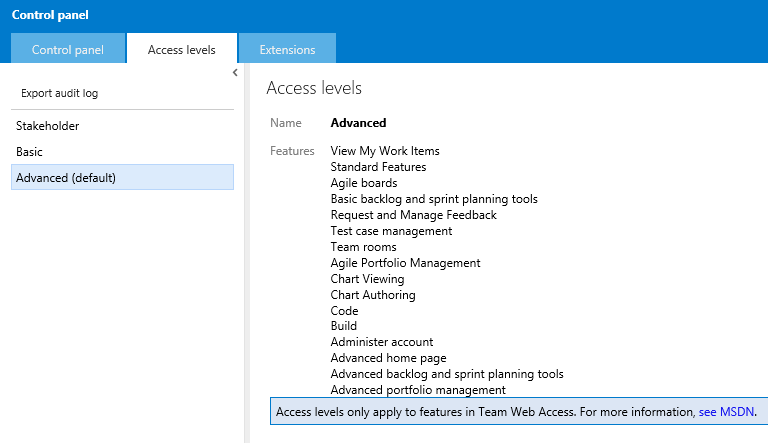 Control panel
Control panel
Access levels
Extensions
Export audit log
Stakeholder
Basic
Advanced (default)
Access levels
Name Advanced
Features View My Work Items
Standard Features
Agile boards
Basic backlog and sprint planning tools
Request and Manage Feedback
Test case management
Team rooms
Agile Portfolio Management
Chart Viewing
Chart Authoring
Code
Build
Administer account
Advanced home page
Advanced backlog and sprint planning tools
Advanced portfolio management
Access levels only apply to features in Team Web Access. For more information, see MSDN.